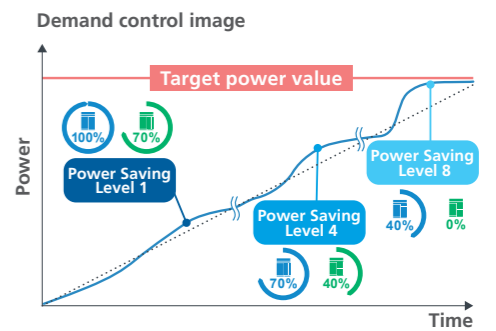 Demand control image
Power
Target power value
100%
70%
Power Saving
Level 1
Power Saving
Level 4
70%
40%
Power Saving
Level 8
40%
0%
Time